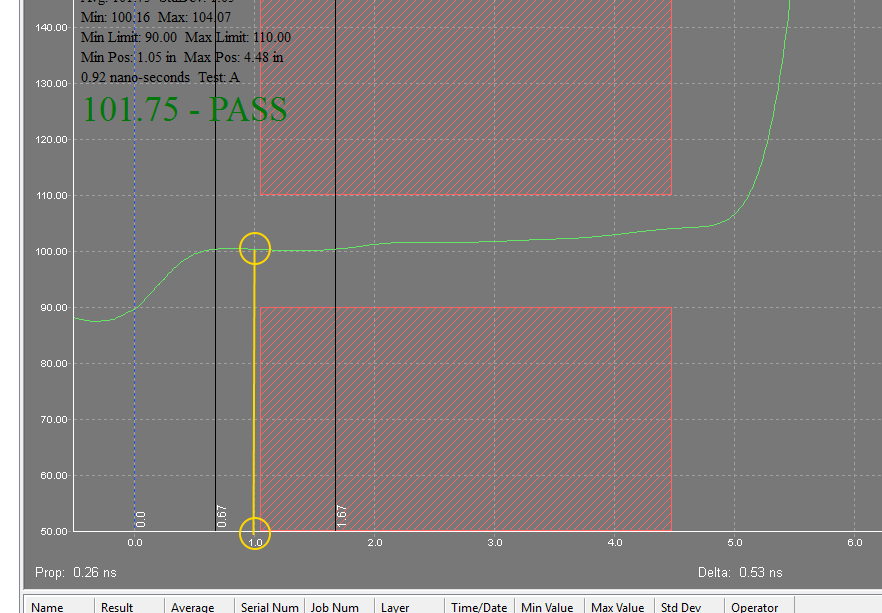 140.00
Min: 100.16 Max: 104.07
Min Limit: 90.00 Max Limit: 110.00
Min Pos: 1.05 in Max Pos: 4.48 in
130.00
0.92 nano-seconds Test: A
101.75 - PASS
120.00
110.00
100.00
90.00
80.00
70.00
60.00
50.00
0.0
0.67
1.67
0.0 1.0 2.0 3.0 4.0 5.0 6.0
Prop: 0.26 ns Delta: 0.53 ns
Name Result Average Serial Num Job Num Layer Time/Date Min Value Max Value Std Dev Operator